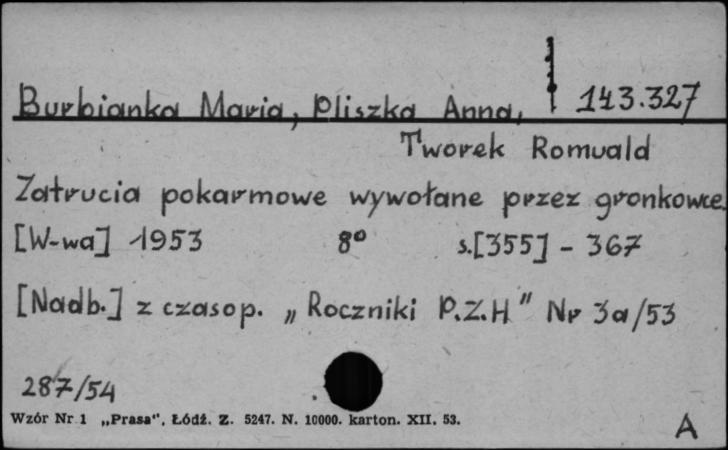 Burbianka Maria, Pliszka Anna, I 143.327
Tworek Romuald
Zatrucia pokarmowe wywołane przez gronkowce.
[W-wa] 1953 8° s.[355] - 367
[Nadb.] z czasop. „Roczniki P.Z.H" Nr 3a/53
287/54
Wzór Nr 1 „Prasa", Łódź. Z. 5247. N. 10000. karton. XII. 53.
A